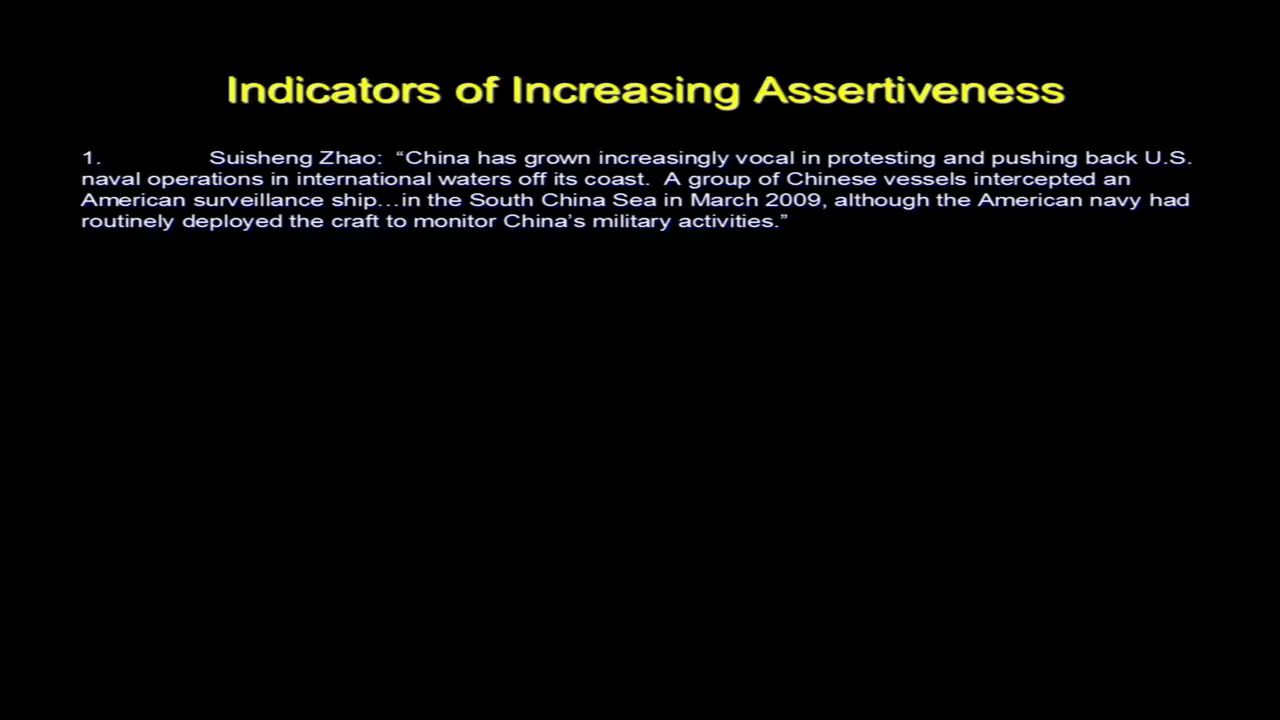 Indicators of Increasing Assertiveness
1. Suisheng Zhao: “China has grown increasingly vocal in protesting and pushing back U.S.
naval operations in international waters off its coast. A group of Chinese vessels intercepted an
American surveillance ship…in the South China Sea in March 2009, although the American navy had
routinely deployed the craft to monitor China’s military activities.”